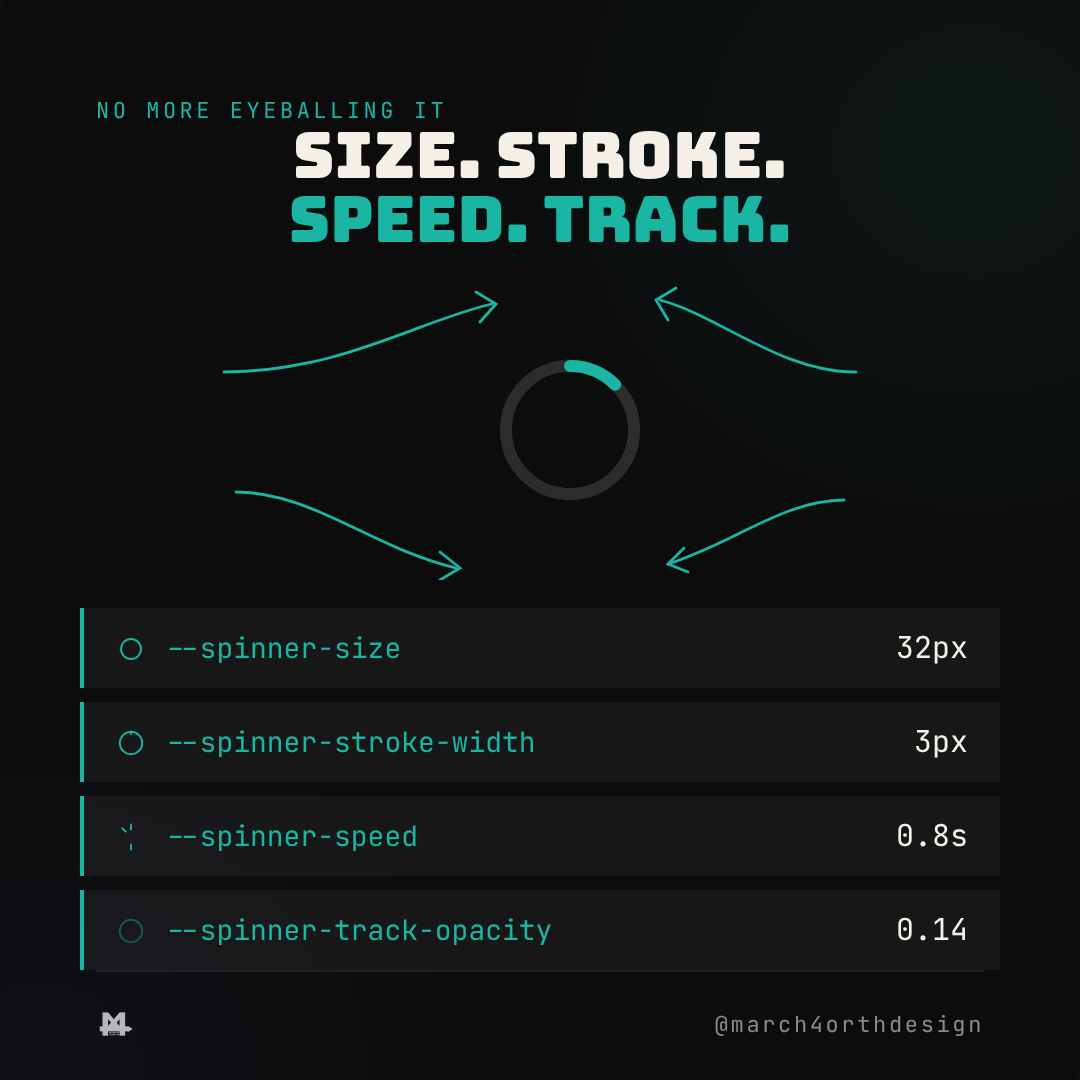 NO MORE EYEBALLING IT
SIZE. STROKE.
SPEED. TRACK.
--spinner-size 32px
--spinner-stroke-width 3px
--spinner-speed 0.8s
--spinner-track-opacity 0.14
@march4orthdesign